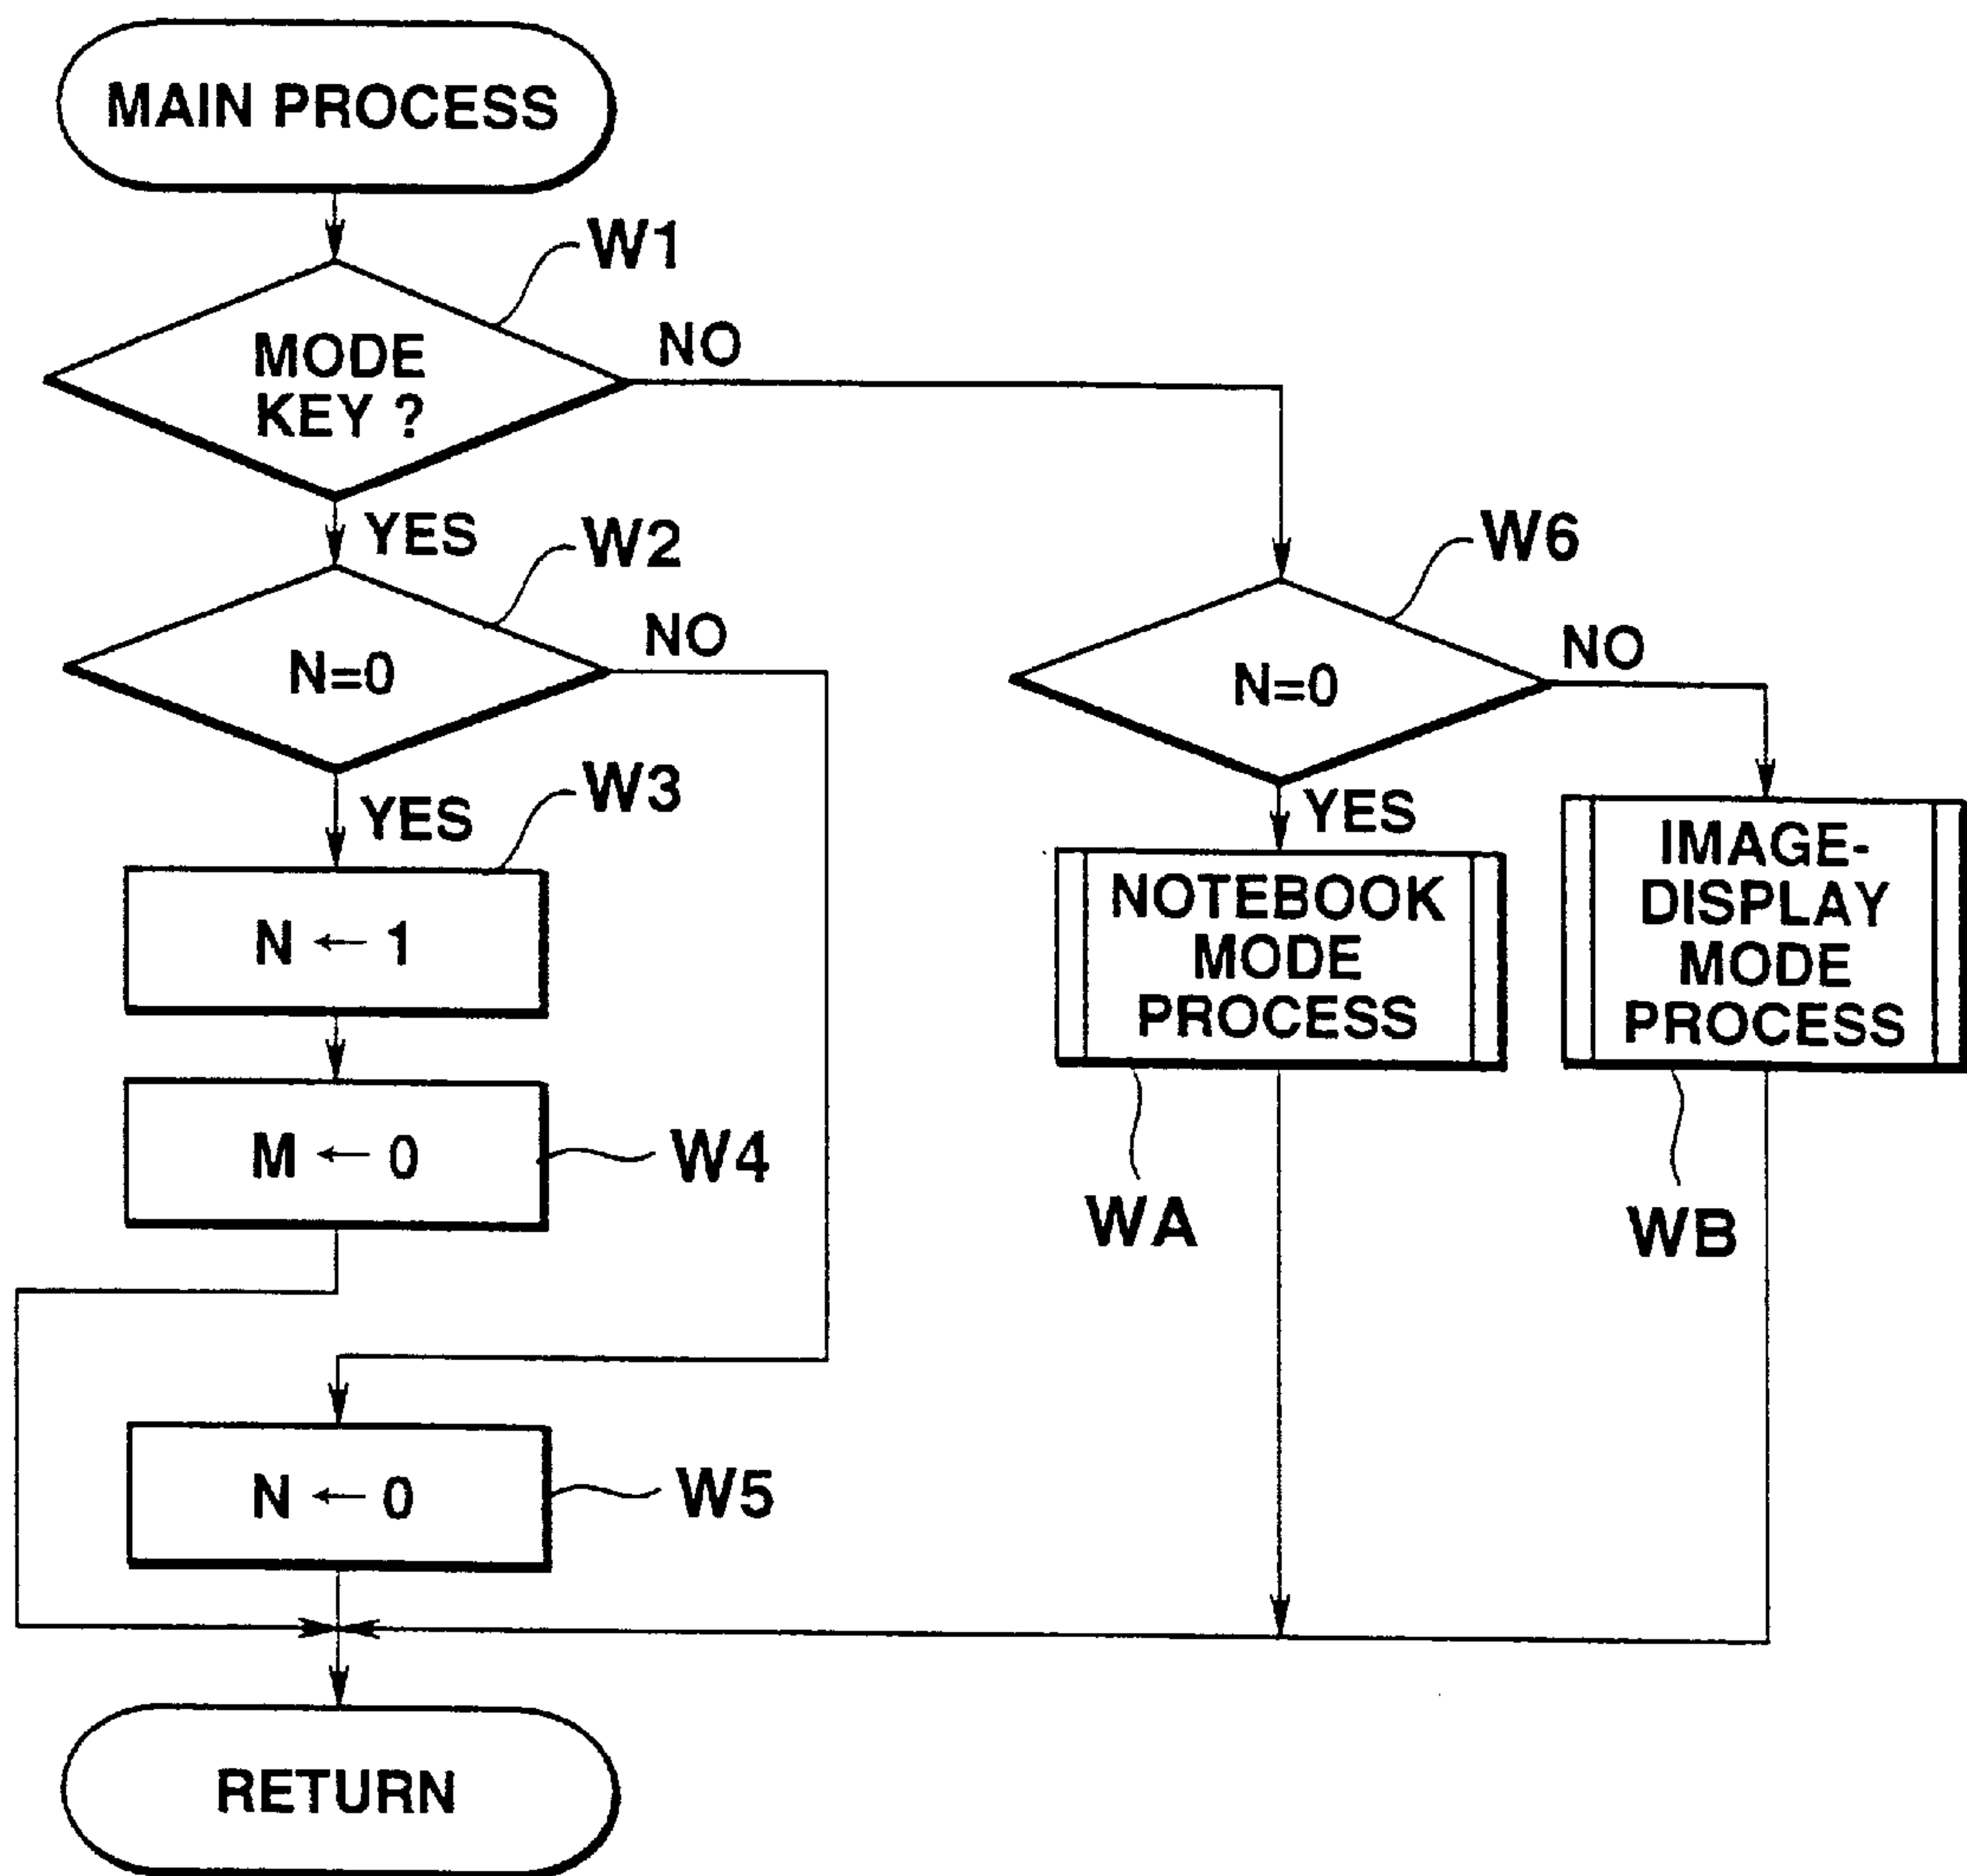 MAIN PROCESS
W1
MODE
KEY ?
NO
YES
W2
N=0
NO
YES
W3
N ← 1
M ← 0
W4
N ← 0
W5
W6
N=0
NO
YES
NOTEBOOK
MODE
PROCESS
WA
IMAGE-
DISPLAY
MODE
PROCESS
WB
RETURN